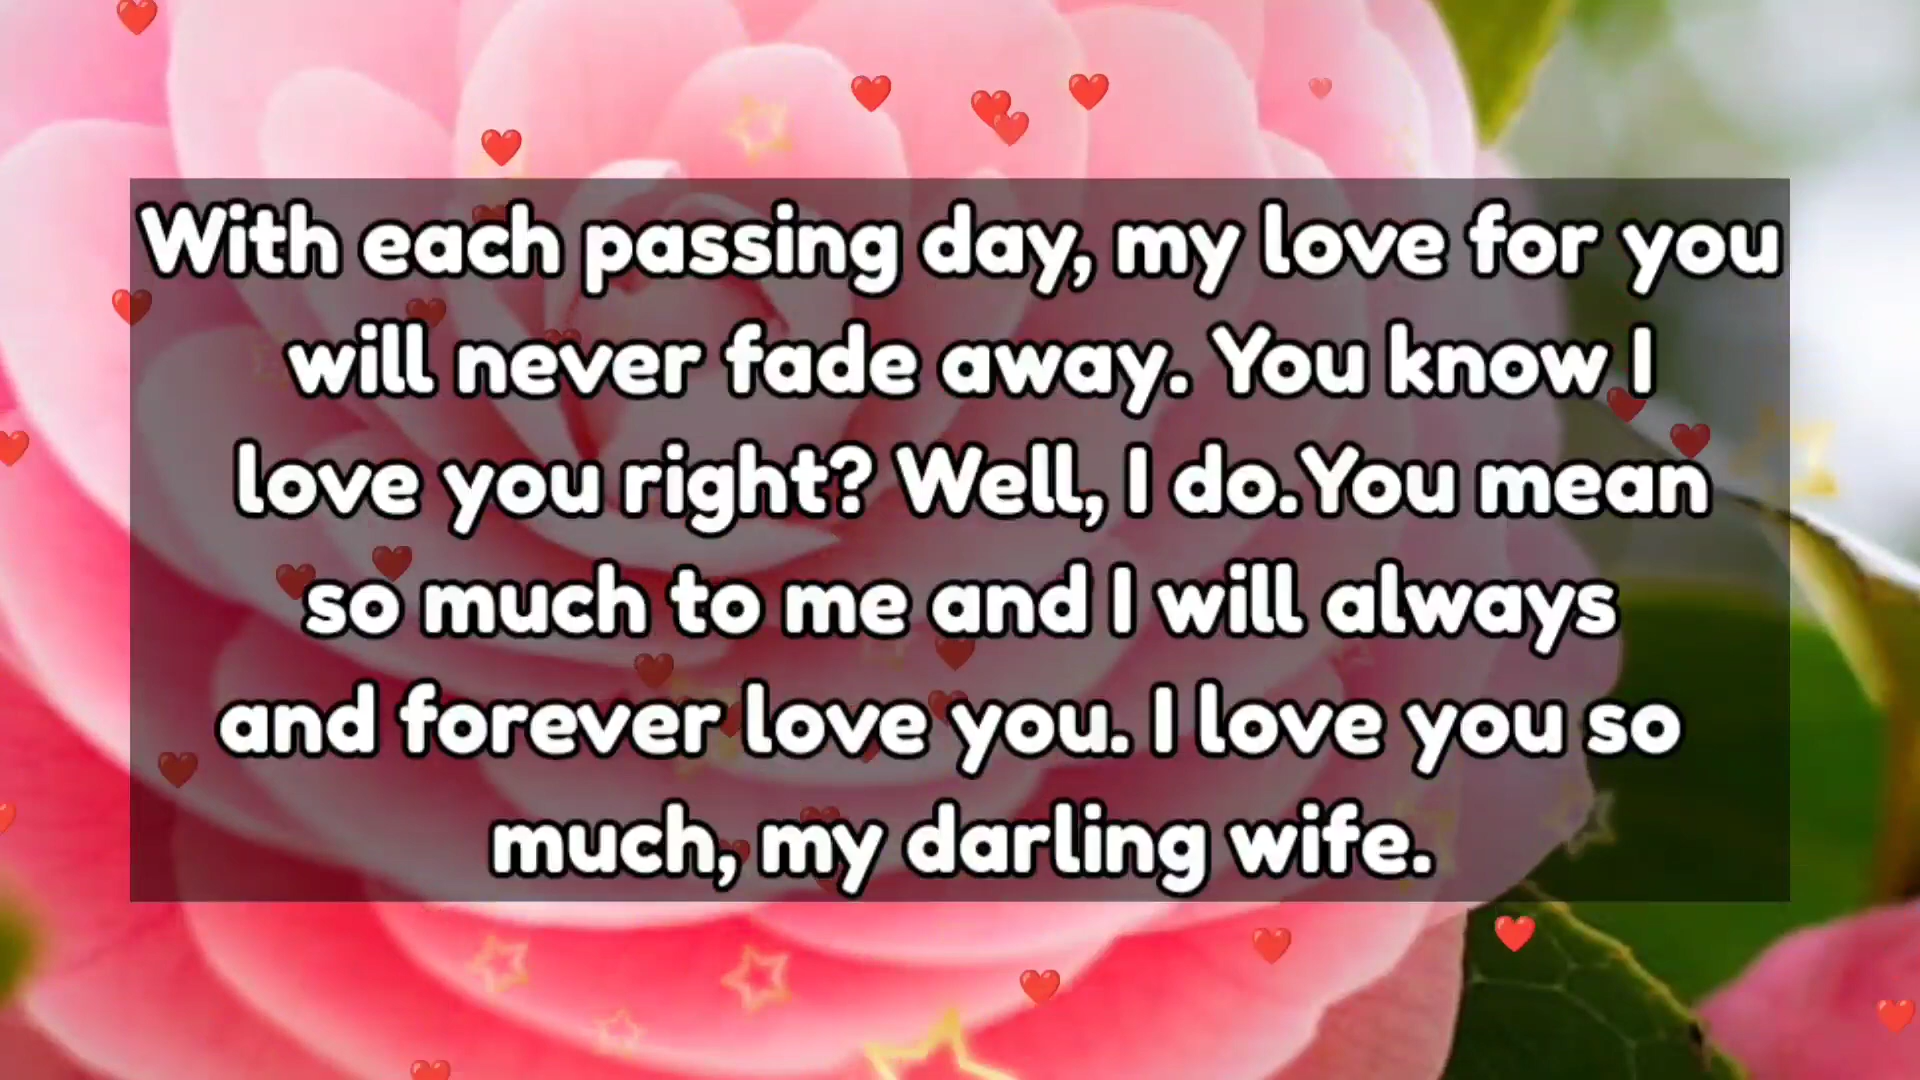 With each passing day, my love for you
will never fade away. You know I
love you right? Well, I do.You mean
so much to me and I will always
and forever love you. I love you so
much, my darling wife.